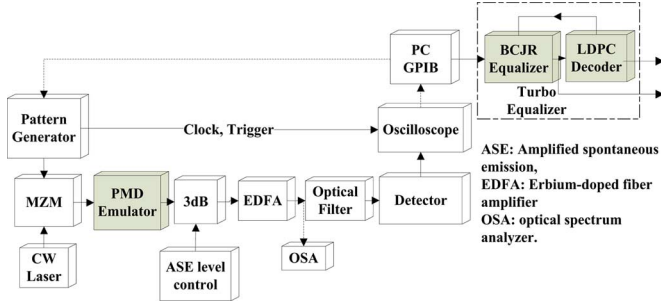 PC
GPIB
BCJR
Equalizer
LDPC
Decoder
Turbo
Equalizer
Pattern
Generator
Clock, Trigger
Oscilloscope
ASE: Amplified spontaneous
emission,
EDFA: Erbium-doped fiber
amplifier
OSA: optical spectrum
analyzer.
MZM
PMD
Emulator
3dB
EDFA
Optical
Filter
Detector
CW
Laser
ASE level
control
OSA